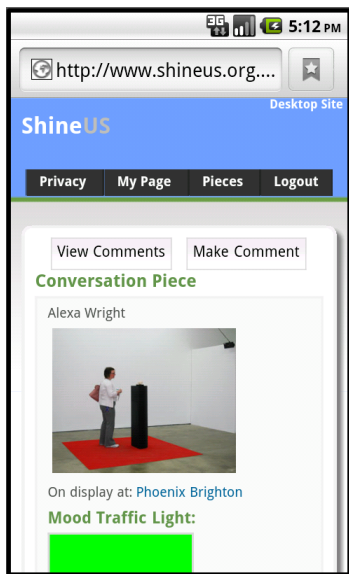 3G 5:12 PM
http://www.shineus.org....
Desktop Site
ShineUS
Privacy My Page Pieces Logout
View Comments Make Comment
Conversation Piece
Alexa Wright
On display at: Phoenix Brighton
Mood Traffic Light: